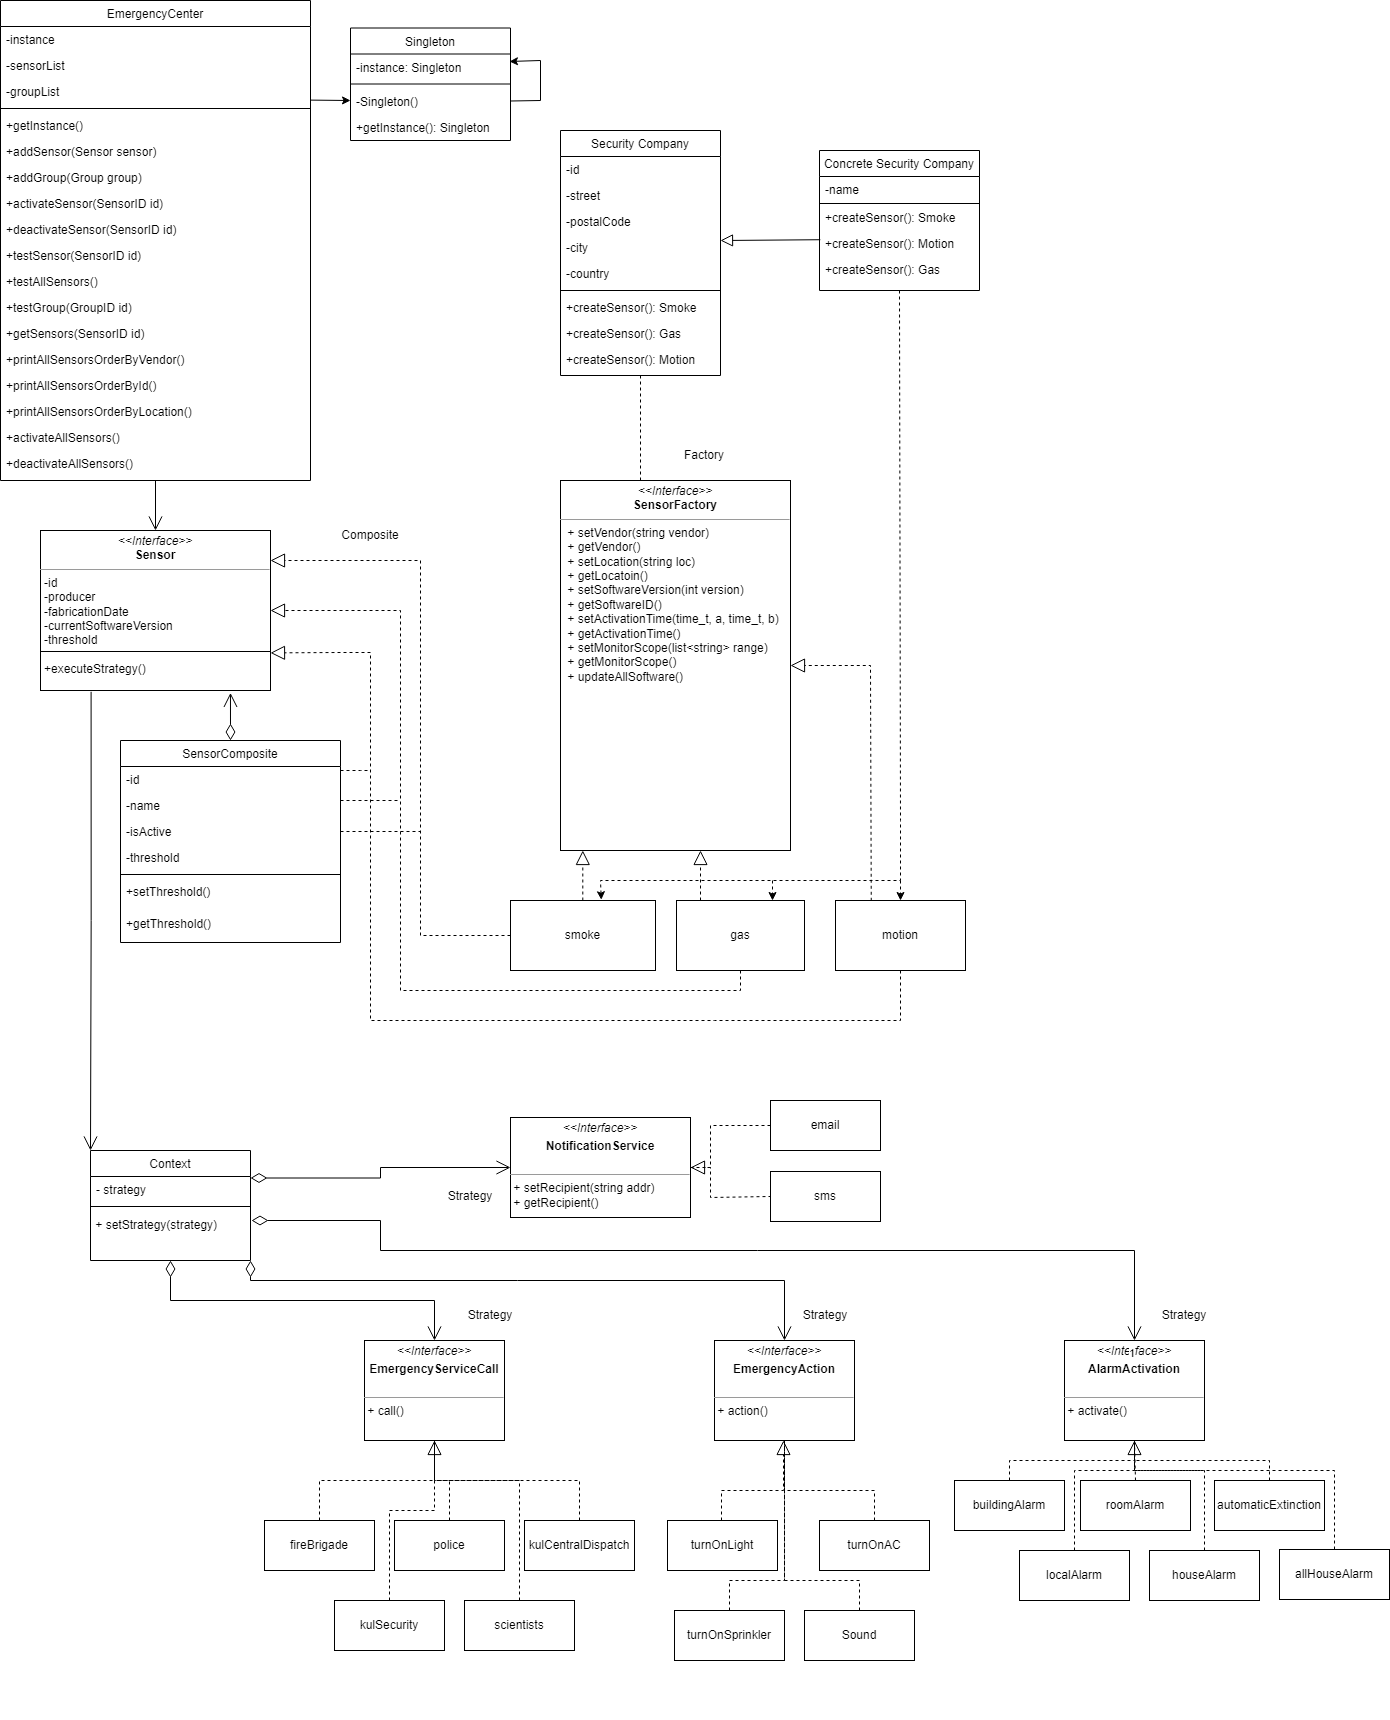 EmergencyCenter
-instance
-sensorList
-groupList
+getInstance()
+addSensor(Sensor sensor)
+addGroup(Group group)
+activateSensor(SensorID id)
+deactivateSensor(SensorID id)
+testSensor(SensorID id)
+testAllSensors()
+testGroup(GroupID id)
+getSensors(SensorID id)
+printAllSensorsOrderByVendor()
+printAllSensorsOrderById()
+printAllSensorsOrderByLocation()
+activateAllSensors()
+deactivateAllSensors()
Singleton
-instance: Singleton
-Singleton()
+getInstance(): Singleton
Security Company
-id
-street
-postalCode
-city
-country
+createSensor(): Smoke
+createSensor(): Gas
+createSensor(): Motion
Concrete Security Company
-name
+createSensor(): Smoke
+createSensor(): Motion
+createSensor(): Gas
Factory
<<Interface>>
SensorFactory
+ setVendor(string vendor)
+ getVendor()
+ setLocation(string loc)
+ getLocatoin()
+ setSoftwareVersion(int version)
+ getSoftwareID()
+ setActivationTime(time_t, a, time_t, b)
+ getActivationTime()
+ setMonitorScope(list<string> range)
+ getMonitorScope()
+ updateAllSoftware()
Composite
<<Interface>>
Sensor
-id
-producer
-fabricationDate
-currentSoftwareVersion
-threshold
+executeStrategy()
SensorComposite
-id
-name
-isActive
-threshold
+setThreshold()
+getThreshold()
smoke
gas
motion
Context
- strategy
+ setStrategy(strategy)
Strategy
<<Interface>>
NotificationService
+ setRecipient(string addr)
+ getRecipient()
email
sms
Strategy
<<Interface>>
EmergencyServiceCall
+ call()
fireBrigade
police
kulCentralDispatch
kulSecurity
scientists
Strategy
<<Interface>>
EmergencyAction
+ action()
turnOnLight
turnOnAC
turnOnSprinkler
Sound
Strategy
<<Interface>>
1
AlarmActivation
+ activate()
buildingAlarm
roomAlarm
automaticExtinction
localAlarm
houseAlarm
allHouseAlarm